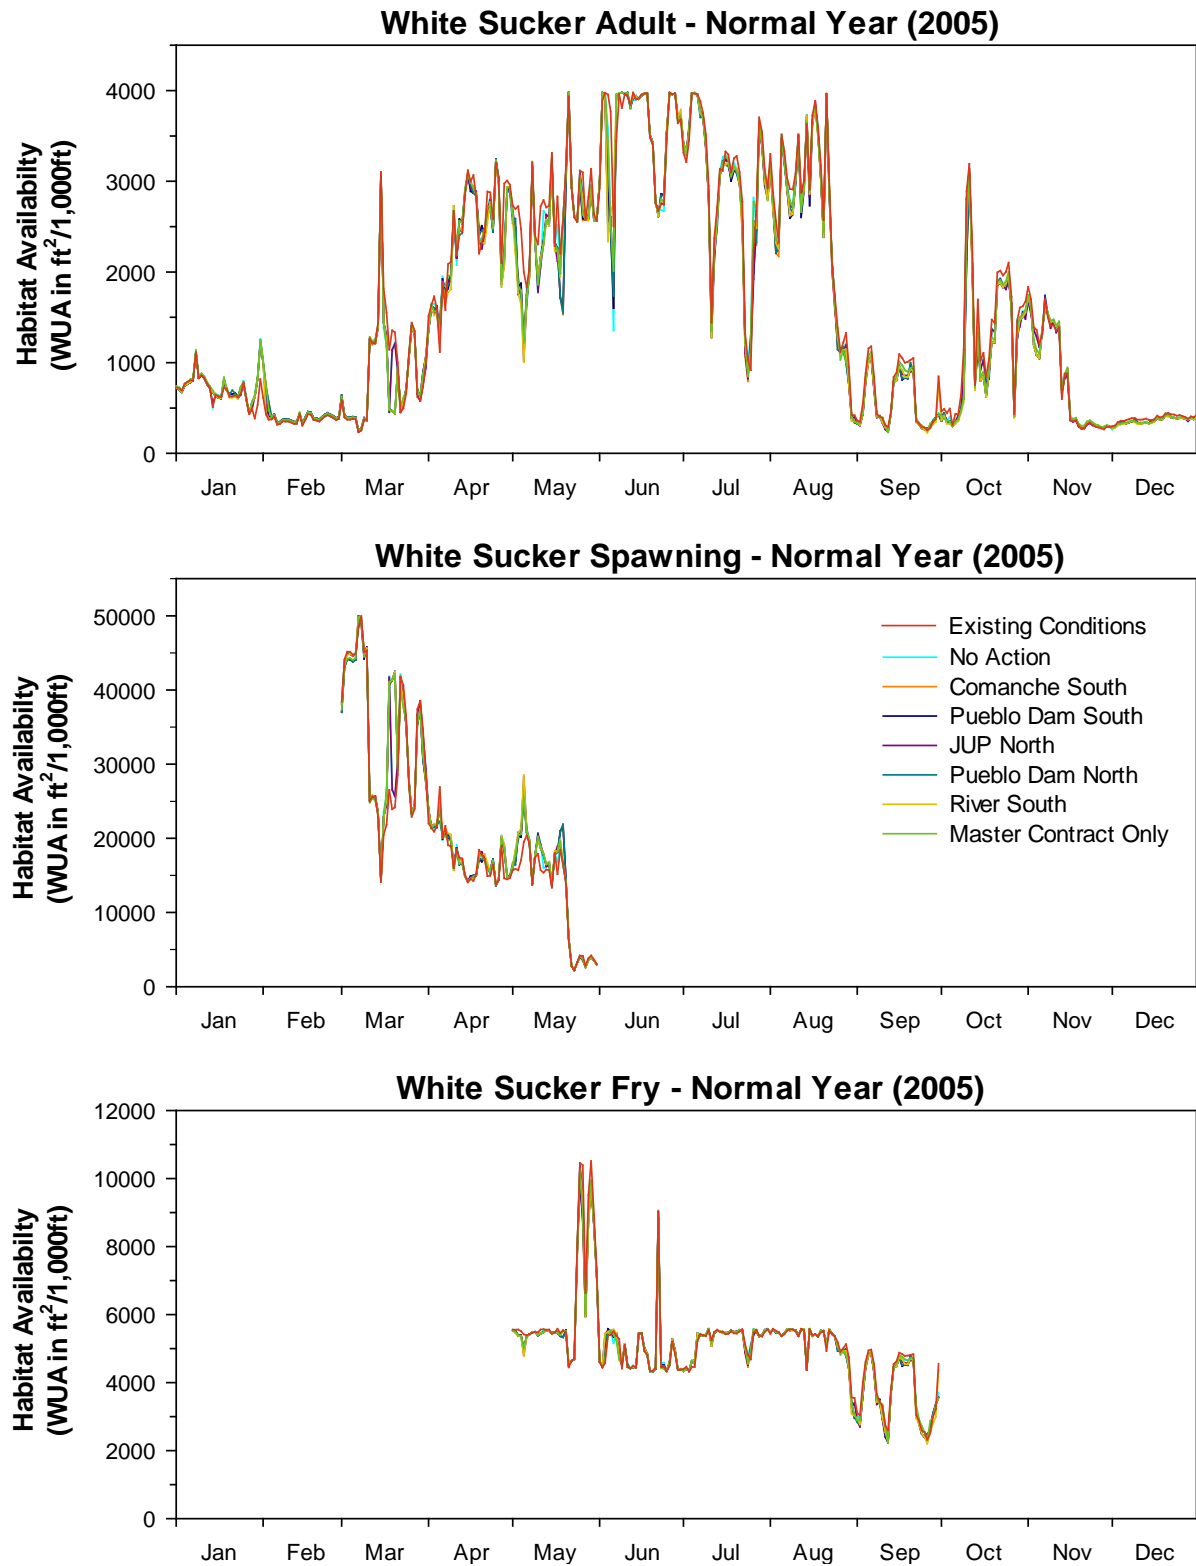 White Sucker Adult - Normal Year (2005)
Habitat Availabilty
(WUA in ft²/1,000ft)
4000
3000
2000
1000
0
Jan Feb Mar Apr May Jun Jul Aug Sep Oct Nov Dec
White Sucker Spawning - Normal Year (2005)
Habitat Availabilty
(WUA in ft²/1,000ft)
50000
40000
30000
20000
10000
0
Existing Conditions
No Action
Comanche South
Pueblo Dam South
JUP North
Pueblo Dam North
River South
Master Contract Only
Jan Feb Mar Apr May Jun Jul Aug Sep Oct Nov Dec
White Sucker Fry - Normal Year (2005)
Habitat Availabilty
(WUA in ft²/1,000ft)
12000
10000
8000
6000
4000
2000
0
Jan Feb Mar Apr May Jun Jul Aug Sep Oct Nov Dec